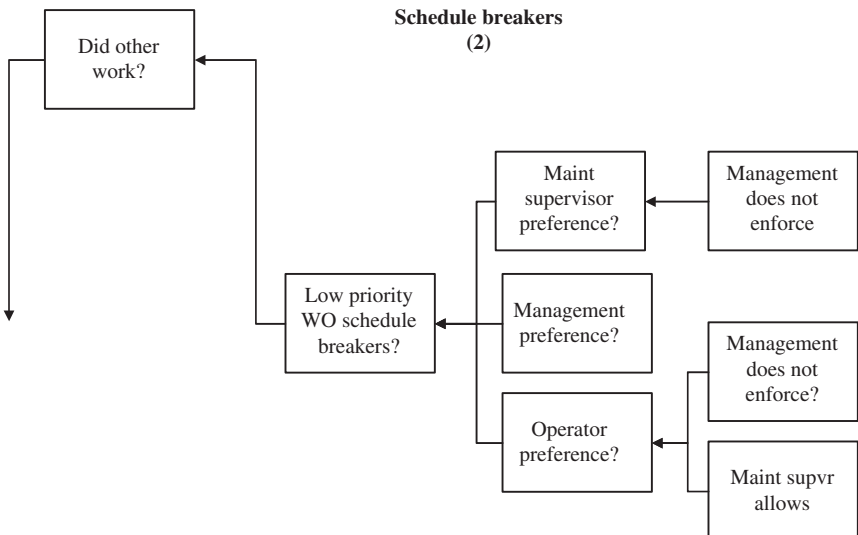 Schedule breakers
(2)
Did other
work?
Maint
supervisor
preference?
Management
does not
enforce
Low priority
WO schedule
breakers?
Management
preference?
Management
does not
enforce?
Operator
preference?
Maint supvr
allows